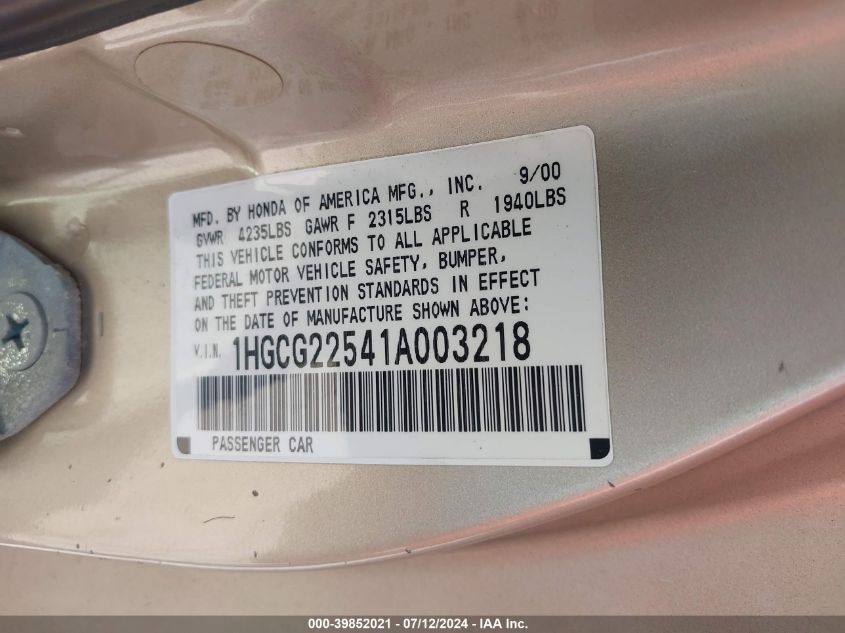 MFD. BY HONDA OF AMERICA MFG., INC. 9/00
GVWR 4235LBS GAWR F 2315LBS R 1940LBS
THIS VEHICLE CONFORMS TO ALL APPLICABLE
FEDERAL MOTOR VEHICLE SAFETY, BUMPER,
AND THEFT PREVENTION STANDARDS IN EFFECT
ON THE DATE OF MANUFACTURE SHOWN ABOVE:
V.I.N. 1HGCG22541A003218
PASSENGER CAR
000-39852021 - 07/12/2024 - IAA Inc.